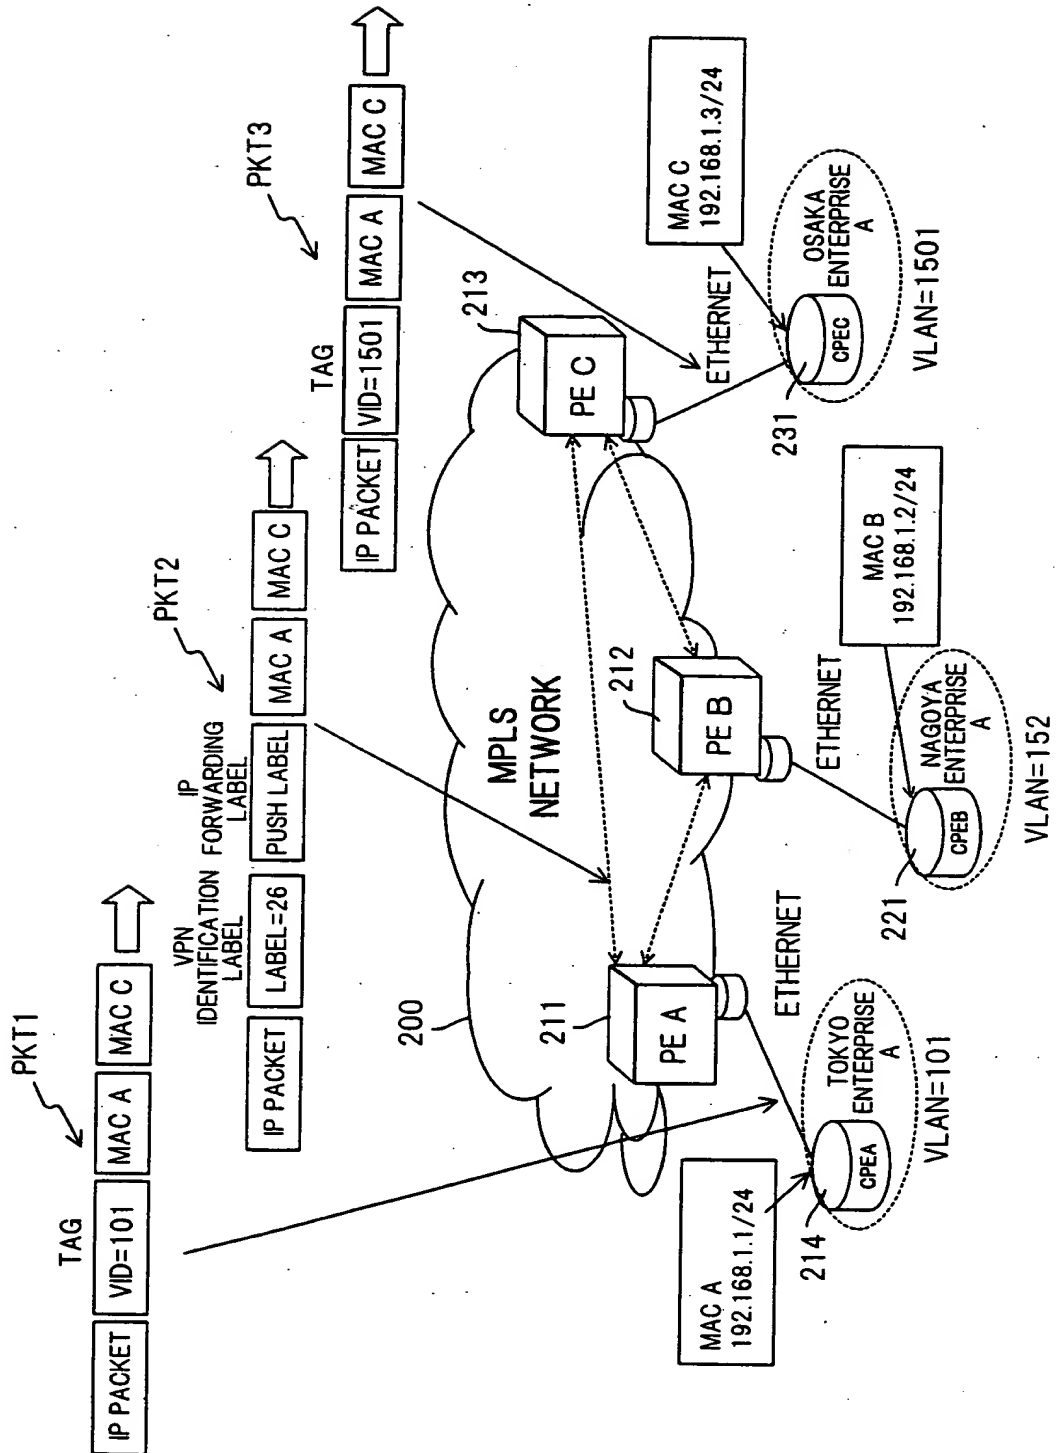 PKT1
TAG
IP PACKET
VID=101
MAC A
MAC C
PKT2
VPN
IDENTIFICATION
LABEL
IP
FORWARDING
LABEL
IP PACKET
LABEL=26
PUSH LABEL
MAC A
MAC C
PKT3
TAG
IP PACKET
VID=1501
MAC A
MAC C
200
MPLS
NETWORK
211
PE A
212
PE B
213
PE C
ETHERNET
ETHERNET
ETHERNET
MAC A
192.168.1.1/24
214
CPEA
TOKYO
ENTERPRISE
A
VLAN=101
MAC B
192.168.1.2/24
221
CPEB
NAGOYA
ENTERPRISE
A
VLAN=152
MAC C
192.168.1.3/24
231
CPEC
OSAKA
ENTERPRISE
A
VLAN=1501